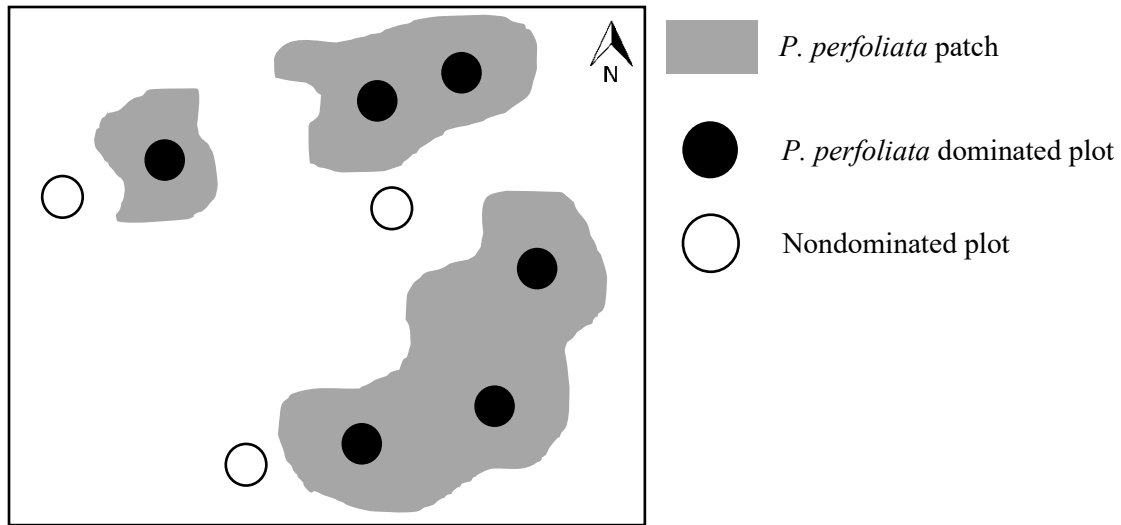 N
P. perfoliata patch
P. perfoliata dominated plot
Nondominated plot